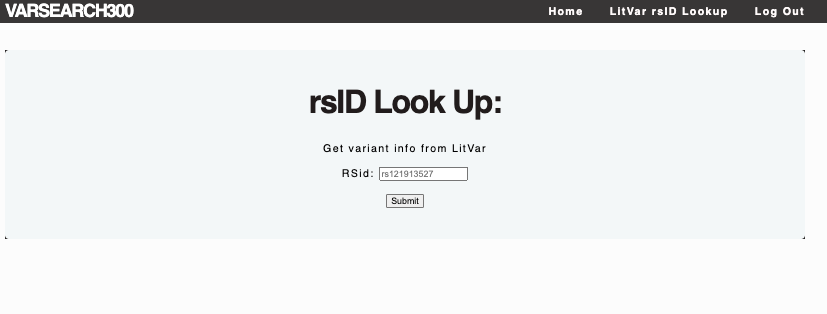 VARSEARCH300 Home LitVar rsID Lookup Log Out
rsID Look Up:
Get variant info from LitVar
RSid: rs121913527
Submit